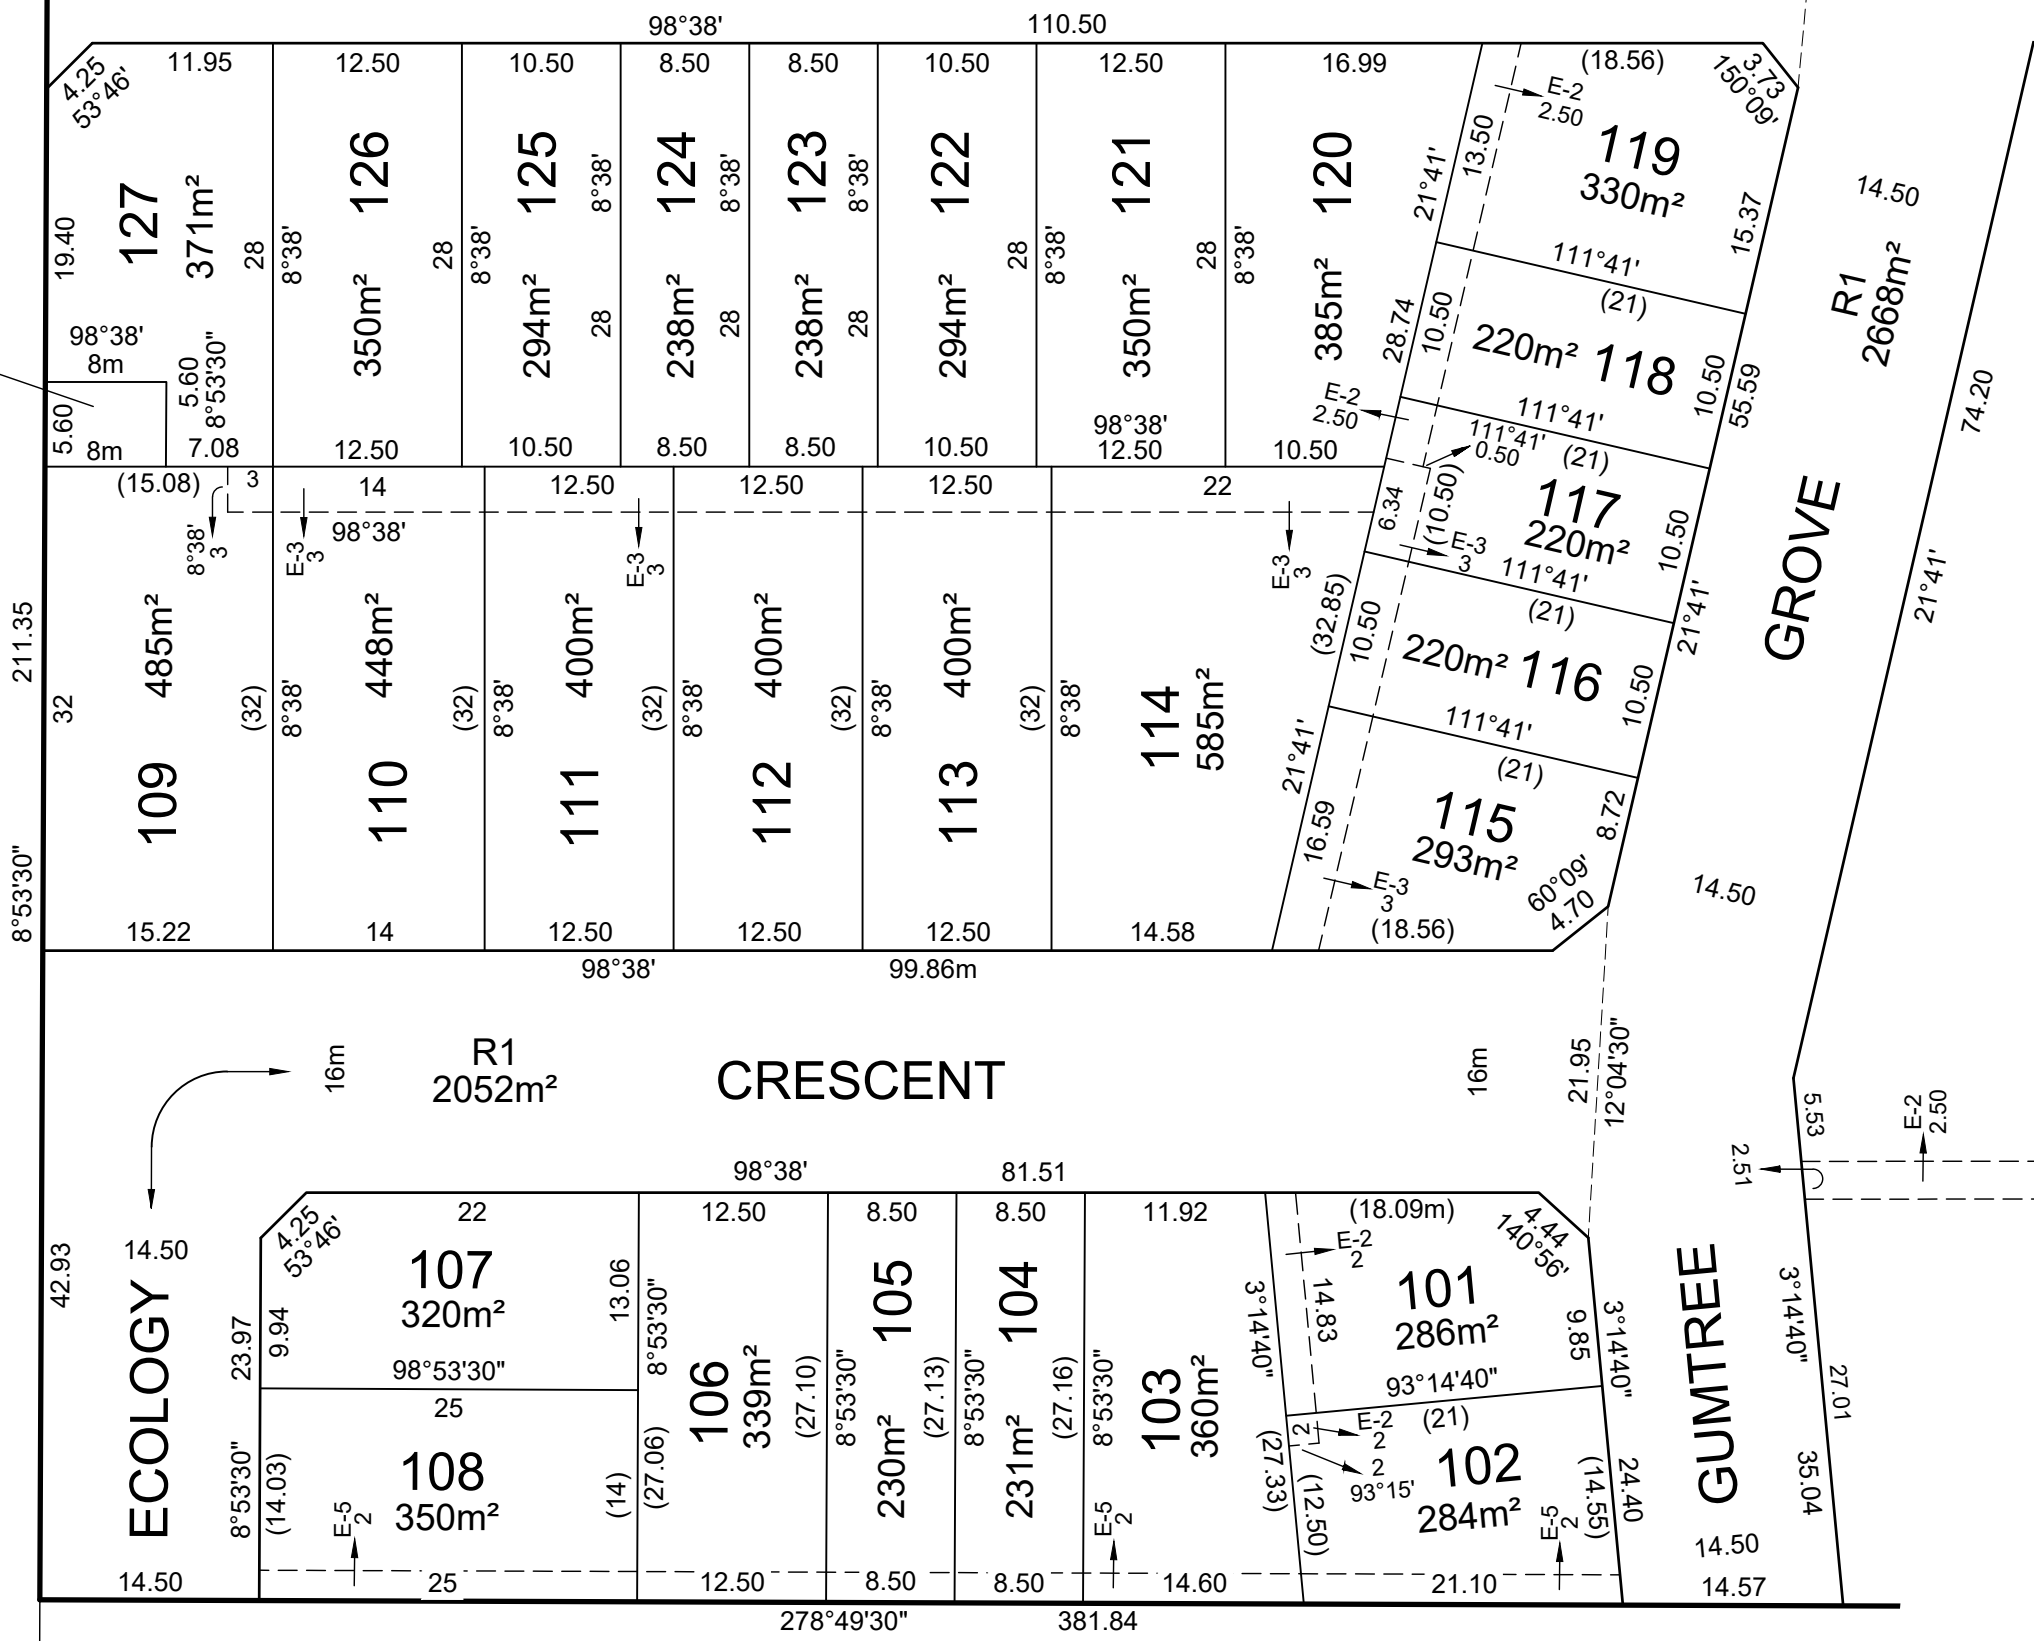 98°38' 110.50
11.95 12.50 10.50 8.50 8.50 10.50 12.50 16.99 (18.56)
4.25
53°46'
3.73
150°09'
E-2
2.50
127
371m²
19.40
28
8°38'
126
350m²
28
8°38'
125
294m²
8°38'
28
124
238m²
8°38'
28
123
238m²
8°38'
28
122
294m²
28
8°38'
121
350m²
28
8°38'
120
385m²
21°41'
13.50
119
330m²
15.37
14.50
111°41'
(21)
R1
2668m²
28.74
10.50
220m² 118
10.50
55.59
74.20
98°38'
8m
5.60
8°53'30"
5.60
8m
7.08
12.50 10.50 8.50 8.50 10.50
98°38'
12.50
10.50
E-2
2.50
111°41'
(21)
111°41'
0.50
(15.08) 3 14 12.50 12.50 12.50 22
8°38'
3
E-3
3
98°38'
E-3
3
E-3
3
6.34
(10.50)
117
220m²
10.50
E-3
3
111°41'
(21)
GROVE
21°41'
21°41'
211.35
8°53'30"
32
109
485m²
(32)
8°38'
110
448m²
(32)
8°38'
111
400m²
(32)
8°38'
112
400m²
(32)
8°38'
113
400m²
(32)
8°38'
114
585m²
(32.85)
21°41'
10.50
220m² 116
10.50
111°41'
(21)
16.59
115
293m²
8.72
60°09'
4.70
E-3
3
(18.56)
14.50
15.22 14 12.50 12.50 12.50 14.58
98°38' 99.86m
16m
R1
2052m²
CRESCENT
16m
21.95
12°04'30"
5.53
E-2
2.50
2.51
98°38' 81.51
22 12.50 8.50 8.50 11.92 (18.09m)
4.25
53°46'
4.44
140°56'
14.50
42.93
ECOLOGY
23.97
8°53'30"
9.94
107
320m²
13.06
98°53'30"
25
(14.03)
108
350m²
(14)
E-5
2
8°53'30"
(27.06)
106
339m²
(27.10)
8°53'30"
105
230m²
(27.13)
8°53'30"
104
231m²
(27.16)
8°53'30"
103
360m²
E-5
2
3°14'40"
(27.33)
E-2
2
14.83
101
286m²
9.85
3°14'40"
93°14'40"
(21)
2
E-2
2
2
93°15'
(12.50)
102
284m²
(14.55)
24.40
E-5
2
GUMTREE
3°14'40"
27.01
35.04
14.50
14.50 25 12.50 8.50 8.50 14.60 21.10 14.57
278°49'30" 381.84